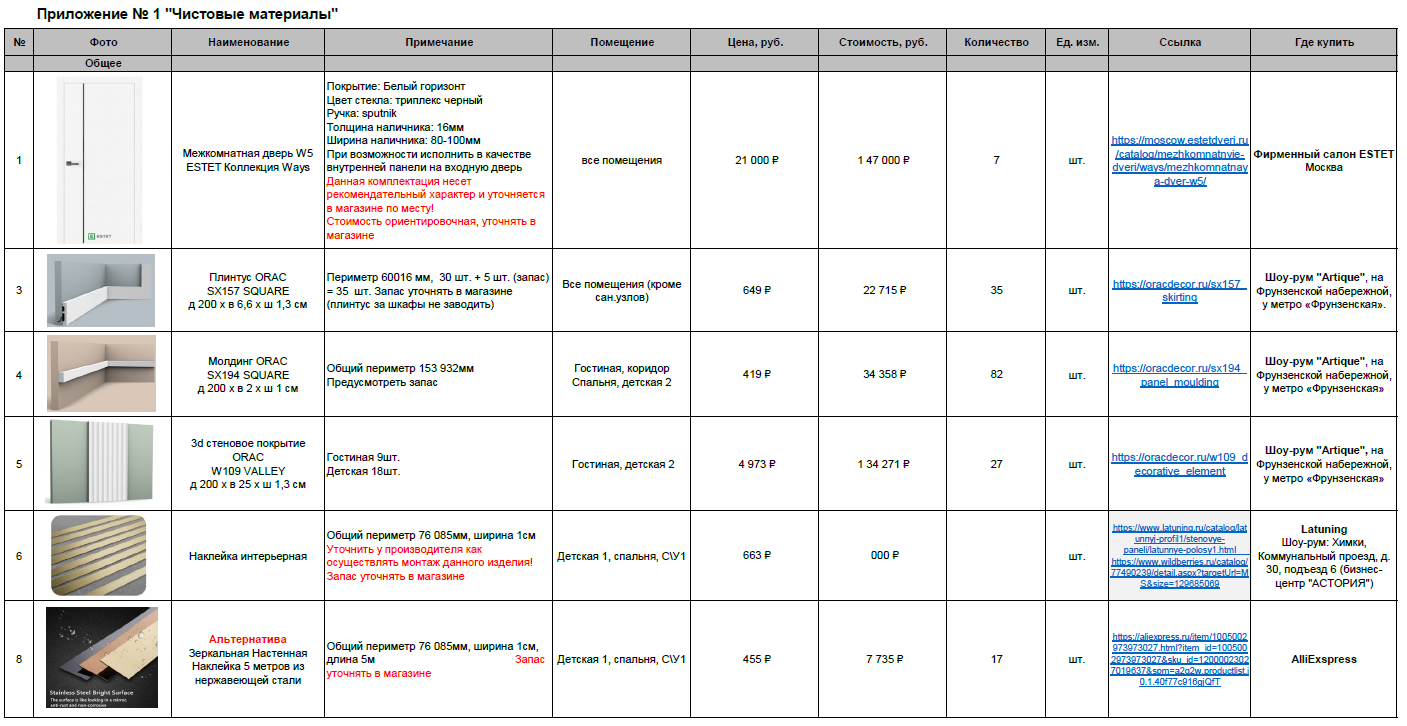 Приложение № 1 "Чистовые материалы"
№ Фото Наименование Примечание Помещение Цена, руб. Стоимость, руб. Количество Ед. изм. Ссылка Где купить
Общее
1
ESTET
Межкомнатная дверь W5
ESTET Коллекция Ways
Покрытие: Белый горизонт
Цвет стекла: триплекс черный
Ручка: sputnik
Толщина наличника: 16мм
Ширина наличника: 80-100мм
При возможности исполнить в качестве
внутренней панели на входную дверь
Данная комплектация несет
рекомендательный характер и уточняется
в магазине по месту!
Стоимость ориентировочная, уточнять в
магазине
все помещения
21 000 ₽
1 47 000 ₽
7
шт.
https://moscow.estetdveri.ru
/catalog/mezhkomnatnyie-
dveri/ways/mezhkomnatnay
a-dver-w5/
Фирменный салон ESTET
Москва
3
Плинтус ORAC
SX157 SQUARE
д 200 x в 6,6 x ш 1,3 см
Периметр 60016 мм, 30 шт. + 5 шт. (запас)
= 35 шт. Запас уточнять в магазине
(плинтус за шкафы не заводить)
Все помещения (кроме
сан.узлов)
649 ₽
22 715 ₽
35
шт.
https://oracdecor.ru/sx157_
skirting
Шоу-рум "Artique", на
Фрунзенской набережной,
у метро «Фрунзенская».
4
Молдинг ORAC
SX194 SQUARE
д 200 x в 2 x ш 1 см
Общий периметр 153 932мм
Предусмотреть запас
Гостиная, коридор
Спальня, детская 2
419 ₽
34 358 ₽
82
шт.
https://oracdecor.ru/sx194_
panel_moulding
Шоу-рум "Artique", на
Фрунзенской набережной,
у метро «Фрунзенская»
5
3d стеновое покрытие
ORAC
W109 VALLEY
д 200 x в 25 x ш 1,3 см
Гостиная 9шт.
Детская 18шт.
Гостиная, детская 2
4 973 ₽
1 34 271 ₽
27
шт.
https://oracdecor.ru/w109_d
ecorative_element
Шоу-рум "Artique", на
Фрунзенской набережной,
у метро «Фрунзенская»
6
Наклейка интерьерная
Общий периметр 76 085мм, ширина 1см
Уточнить у производителя как
осуществлять монтаж данного изделия!
Запас уточнять в магазине
Детская 1, спальня, С\У1
663 ₽
000 ₽
шт.
https://www.latuning.ru/catalog/lat
unnyj-profil1/stenovye-
paneli/latunnye-polosy1.html
https://www.wildberries.ru/catalog/
77490239/detail.aspx?targetUrl=M
S&size=129685069
Latuning
Шоу-рум: Химки,
Коммунальный проезд, д.
30, подъезд 6 (бизнес-
центр "АСТОРИЯ")
8
Stainless Steel Bright Surface
The surface is like looking in a mirror,
anti-rust and non-corrosive
Альтернатива
Зеркальная Настенная
Наклейка 5 метров из
нержавеющей стали
Общий периметр 76 085мм, ширина 1см,
длина 5м Запас
уточнять в магазине
Детская 1, спальня, С\У1
455 ₽
7 735 ₽
17
шт.
https://aliexpress.ru/item/1005002
973973027.html?item_id=100500
2973973027&sku_id=1200002302
7019637&spm=a2g2w.productlist.i
0.1.40f77c916gjQfT
AlliExspress